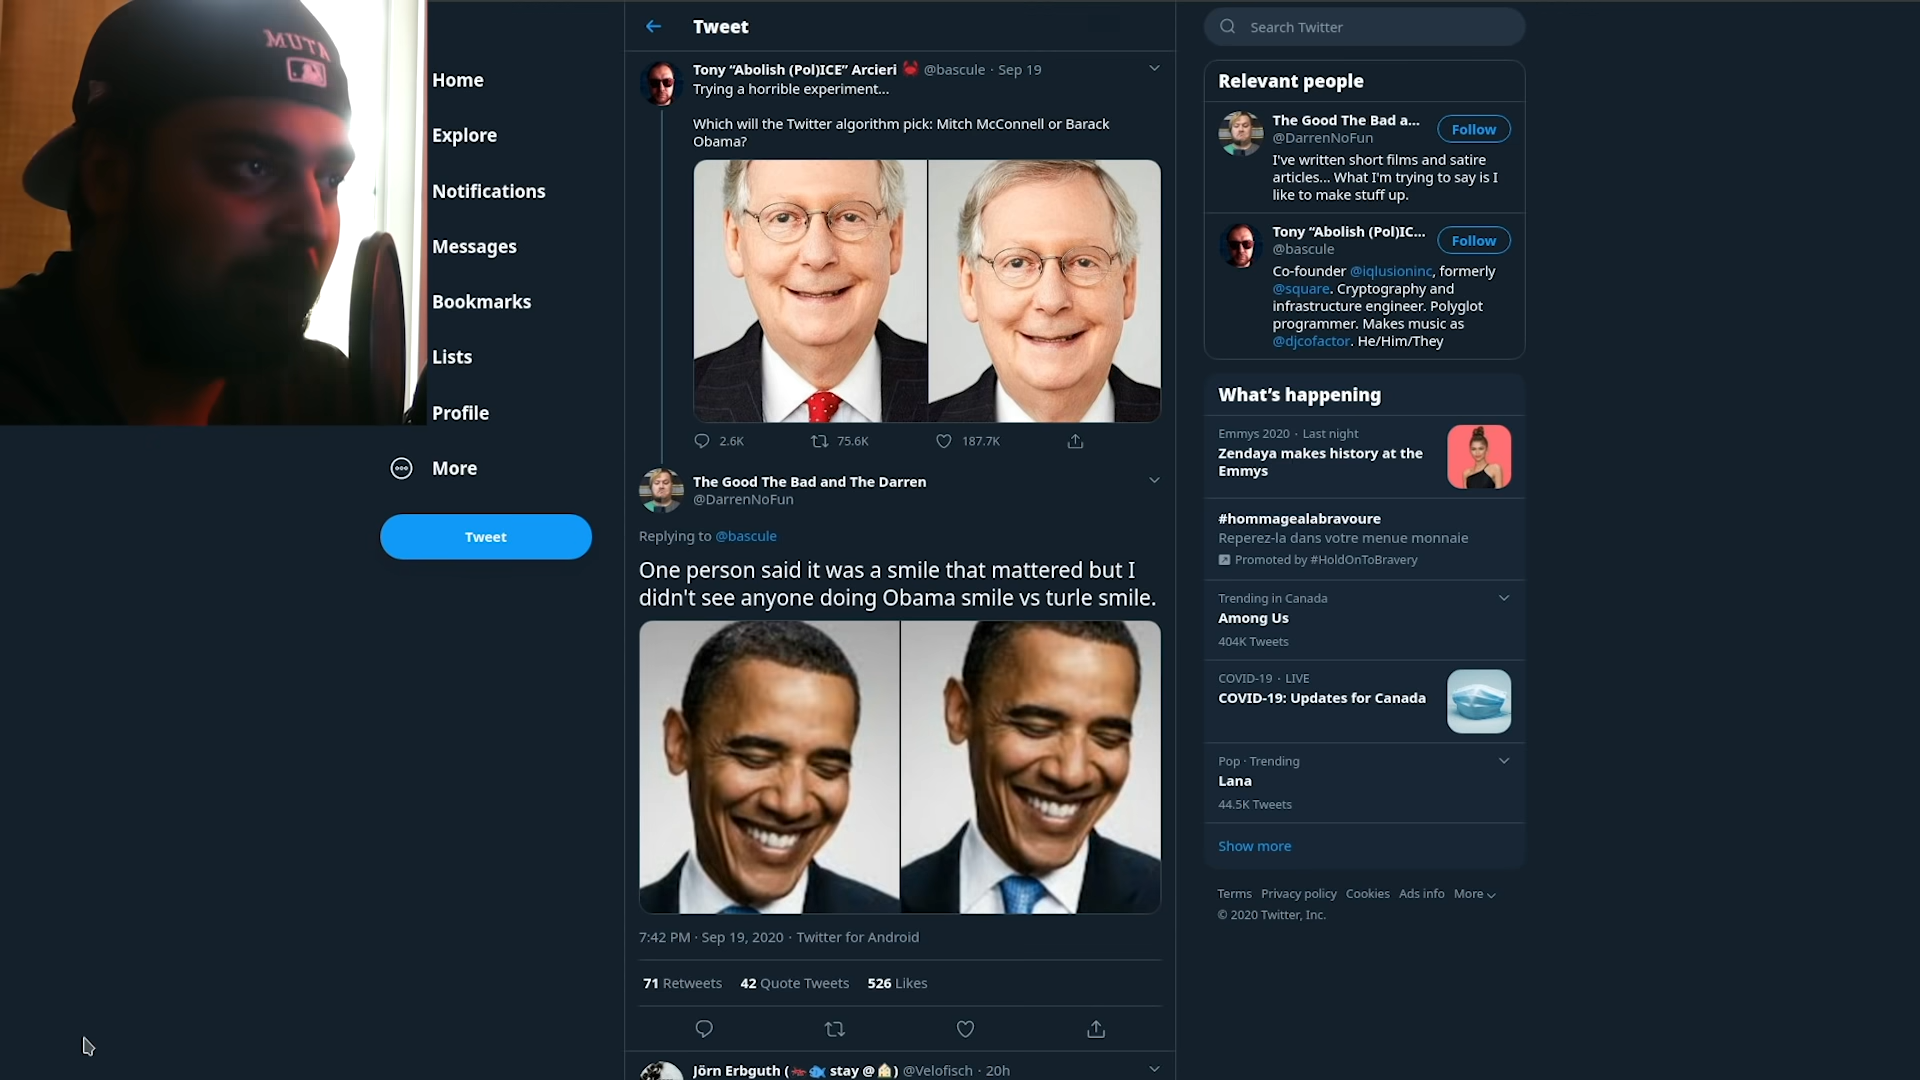 MUTA
Home
Explore
Notifications
Messages
Bookmarks
Lists
Profile
More
Tweet
Tweet
Tony “Abolish (Pol)ICE” Arcieri 🦀 @bascule · Sep 19
Trying a horrible experiment...
Which will the Twitter algorithm pick: Mitch McConnell or Barack
Obama?
2.6K 75.6K 187.7K
The Good The Bad and The Darren
@DarrenNoFun
Replying to @bascule
One person said it was a smile that mattered but I
didn't see anyone doing Obama smile vs turle smile.
7:42 PM · Sep 19, 2020 · Twitter for Android
71 Retweets 42 Quote Tweets 526 Likes
Jörn Erbguth (🦗🐟 stay @🏠) @Velofisch · 20h
Search Twitter
Relevant people
The Good The Bad a...
@DarrenNoFun
Follow
I've written short films and satire
articles... What I'm trying to say is I
like to make stuff up.
Tony “Abolish (Pol)IC...
@bascule
Follow
Co-founder @iqlusioninc, formerly
@square. Cryptography and
infrastructure engineer. Polyglot
programmer. Makes music as
@djcofactor. He/Him/They
What’s happening
Emmys 2020 · Last night
Zendaya makes history at the
Emmys
#hommagealabravoure
Reperez-la dans votre menue monnaie
Promoted by #HoldOnToBravery
Trending in Canada
Among Us
404K Tweets
COVID-19 · LIVE
COVID-19: Updates for Canada
Pop · Trending
Lana
44.5K Tweets
Show more
Terms Privacy policy Cookies Ads info More
© 2020 Twitter, Inc.